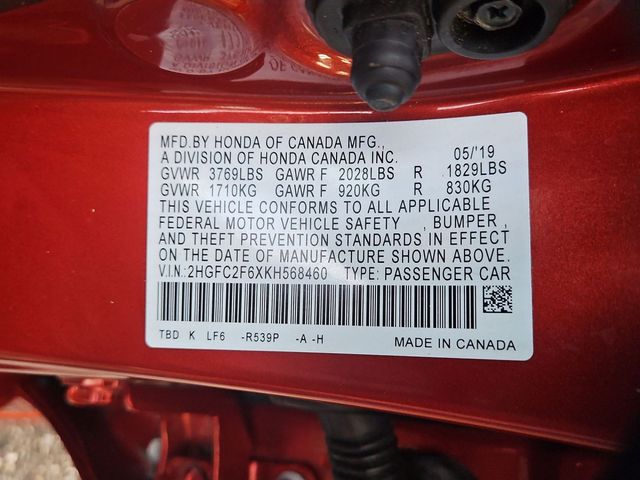 MFD.BY HONDA OF CANADA MFG.,
A DIVISION OF HONDA CANADA INC. 05/'19
GVWR 3769LBS GAWR F 2028LBS R 1829LBS
GVWR 1710KG GAWR F 920KG R 830KG
THIS VEHICLE CONFORMS TO ALL APPLICABLE
FEDERAL MOTOR VEHICLE SAFETY , BUMPER ,
AND THEFT PREVENTION STANDARDS IN EFFECT
ON THE DATE OF MANUFACTURE SHOWN ABOVE.
V.I.N.:2HGFC2F6XKH568460 TYPE: PASSENGER CAR
TBD K LF6 -R539P -A -H MADE IN CANADA